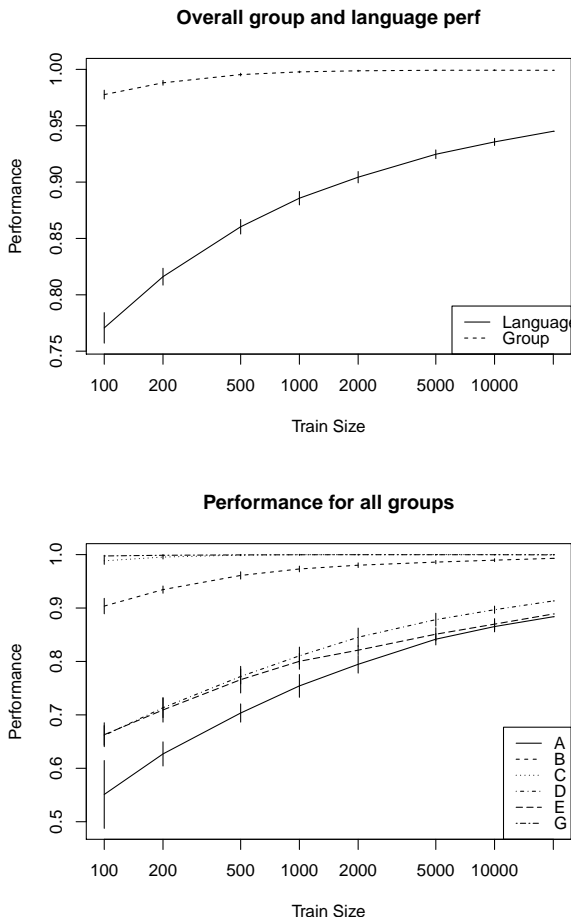 Overall group and language perf
1.00
0.95
0.90
0.85
0.80
0.75
Performance
100 200 500 1000 2000 5000 10000
Train Size
Language
Group
Performance for all groups
1.0
0.9
0.8
0.7
0.6
0.5
Performance
100 200 500 1000 2000 5000 10000
Train Size
A
B
C
D
E
G